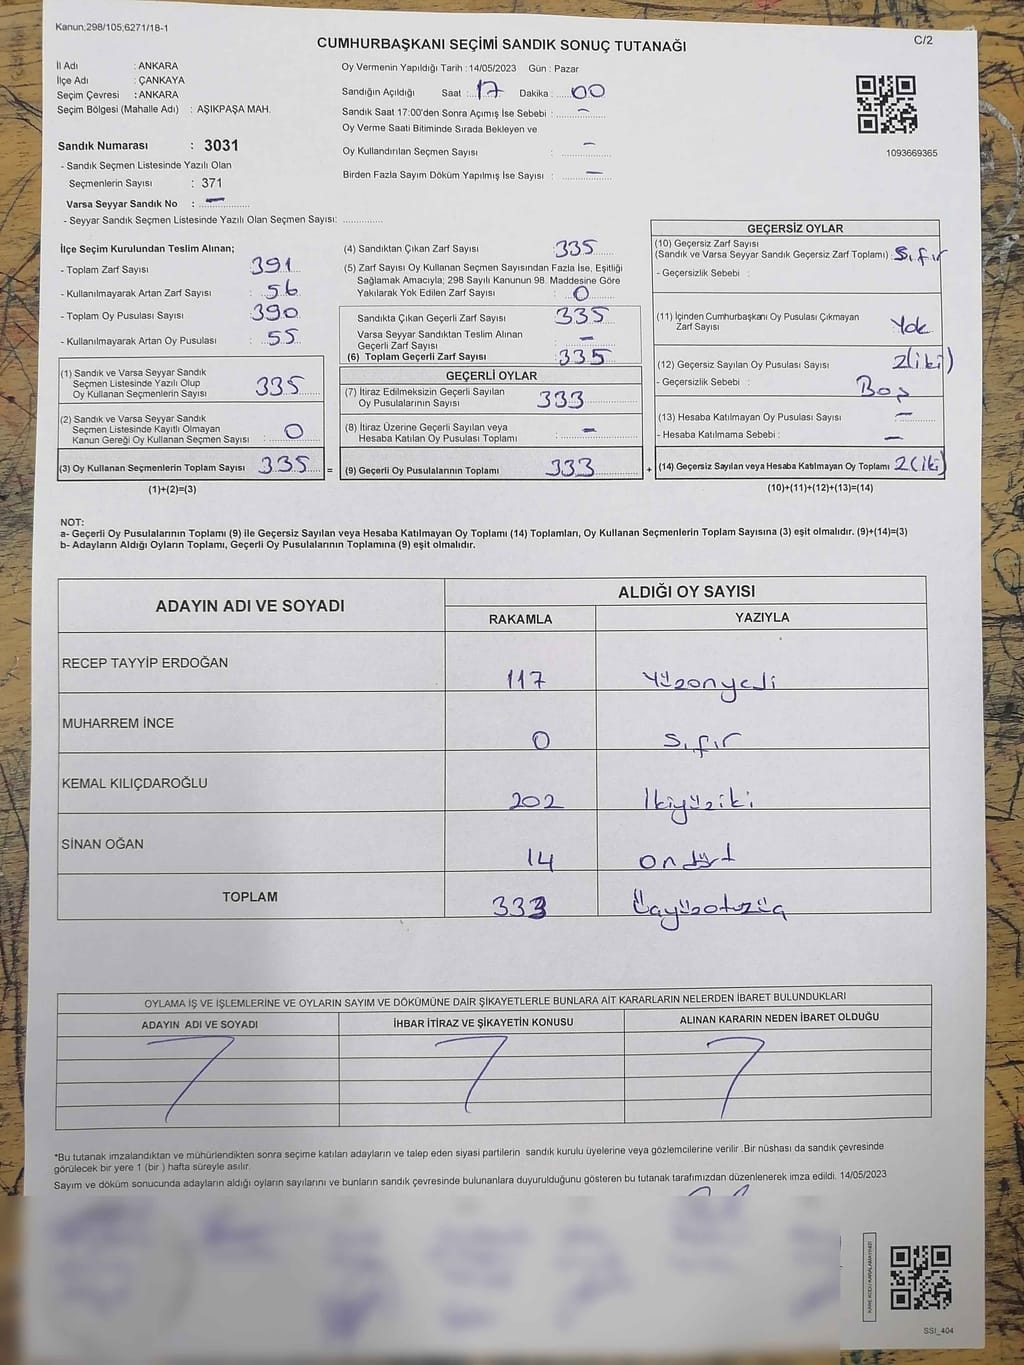 Kanun,298/105,6271/18-1
C/2
CUMHURBAŞKANI SEÇİMİ SANDIK SONUÇ TUTANAĞI
İl Adı : ANKARA
İlçe Adı : ÇANKAYA
Seçim Çevresi : ANKARA
Seçim Bölgesi (Mahalle Adı) : AŞIKPAŞA MAH.
Sandık Numarası : 3031
- Sandık Seçmen Listesinde Yazılı Olan
Seçmenlerin Sayısı : 371
Varsa Seyyar Sandık No : —
- Seyyar Sandık Seçmen Listesinde Yazılı Olan Seçmen Sayısı: ............
Oy Vermenin Yapıldığı Tarih : 14/05/2023 Gün : Pazar
Sandığın Açıldığı Saat : 17 Dakika : 00
Sandık Saat 17:00'den Sonra Açımış İse Sebebi : —
Oy Verme Saati Bitiminde Sırada Bekleyen ve
Oy Kullandırılan Seçmen Sayısı : —
Birden Fazla Sayım Döküm Yapılmış İse Sayısı : —
1093669365
İlçe Seçim Kurulundan Teslim Alınan;
- Toplam Zarf Sayısı : 391
- Kullanılmayarak Artan Zarf Sayısı : 56
- Toplam Oy Pusulası Sayısı : 390
- Kullanılmayarak Artan Oy Pusulası : 55
(1) Sandık ve Varsa Seyyar Sandık
Seçmen Listesinde Yazılı Olup
Oy Kullanan Seçmenlerin Sayısı : 335
(2) Sandık ve Varsa Seyyar Sandık
Seçmen Listesinde Kayıtlı Olmayan
Kanun Gereği Oy Kullanan Seçmen Sayısı : 0
(3) Oy Kullanan Seçmenlerin Toplam Sayısı : 335 =
(1)+(2)=(3)
(4) Sandıktan Çıkan Zarf Sayısı : 335
(5) Zarf Sayısı Oy Kullanan Seçmen Sayısından Fazla İse, Eşitliği
Sağlamak Amacıyla; 298 Sayılı Kanunun 98. Maddesine Göre
Yakılarak Yok Edilen Zarf Sayısı : 0
Sandıkta Çıkan Geçerli Zarf Sayısı : 335
Varsa Seyyar Sandıktan Teslim Alınan
Geçerli Zarf Sayısı : —
(6) Toplam Geçerli Zarf Sayısı : 335
GEÇERLİ OYLAR
(7) İtiraz Edilmeksizin Geçerli Sayılan
Oy Pusulalarının Sayısı : 333
(8) İtiraz Üzerine Geçerli Sayılan veya
Hesaba Katılan Oy Pusulası Toplamı : —
(9) Geçerli Oy Pusulalarının Toplamı : 333 +
GEÇERSİZ OYLAR
(10) Geçersiz Zarf Sayısı
(Sandık ve Varsa Seyyar Sandık Geçersiz Zarf Toplamı) : Sıfır
- Geçersizlik Sebebi :
(11) İçinden Cumhurbaşkanı Oy Pusulası Çıkmayan
Zarf Sayısı : Yok
(12) Geçersiz Sayılan Oy Pusulası Sayısı : 2(iki)
- Geçersizlik Sebebi : Boş
(13) Hesaba Katılmayan Oy Pusulası Sayısı : —
- Hesaba Katılmama Sebebi : —
(14) Geçersiz Sayılan veya Hesaba Katılmayan Oy Toplamı 2(iki)
(10)+(11)+(12)+(13)=(14)
NOT:
a- Geçerli Oy Pusulalarının Toplamı (9) ile Geçersiz Sayılan veya Hesaba Katılmayan Oy Toplamı (14) Toplamları, Oy Kullanan Seçmenlerin Toplam Sayısına (3) eşit olmalıdır. (9)+(14)=(3)
b- Adayların Aldığı Oyların Toplamı, Geçerli Oy Pusulalarının Toplamına (9) eşit olmalıdır.
ADAYIN ADI VE SOYADI
ALDIĞI OY SAYISI
RAKAMLA YAZIYLA
RECEP TAYYİP ERDOĞAN 117 Yüzonyedi
MUHARREM İNCE 0 Sıfır
KEMAL KILIÇDAROĞLU 202 İkiyüziki
SİNAN OĞAN 14 ondört
TOPLAM 333 Üçyüzotuzüç
OYLAMA İŞ VE İŞLEMLERİNE VE OYLARIN SAYIM VE DÖKÜMÜNE DAİR ŞİKAYETLERLE BUNLARA AİT KARARLARIN NELERDEN İBARET BULUNDUKLARI
ADAYIN ADI VE SOYADI İHBAR İTİRAZ VE ŞİKAYETİN KONUSU ALINAN KARARIN NEDEN İBARET OLDUĞU
*Bu tutanak imzalandıktan ve mühürlendikten sonra seçime katılan adayların ve talep eden siyasi partilerin sandık kurulu üyelerine veya gözlemcilerine verilir .Bir nüshası da sandık çevresinde
görülecek bir yere 1 (bir ) hafta süreyle asılır.
Sayım ve döküm sonucunda adayların aldığı oyların sayılarını ve bunların sandık çevresinde bulunanlara duyurulduğunu gösteren bu tutanak tarafımızdan düzenlenerek imza edildi. 14/05/2023
KARE KODU KARALAMAYINIZ!
SSI_404